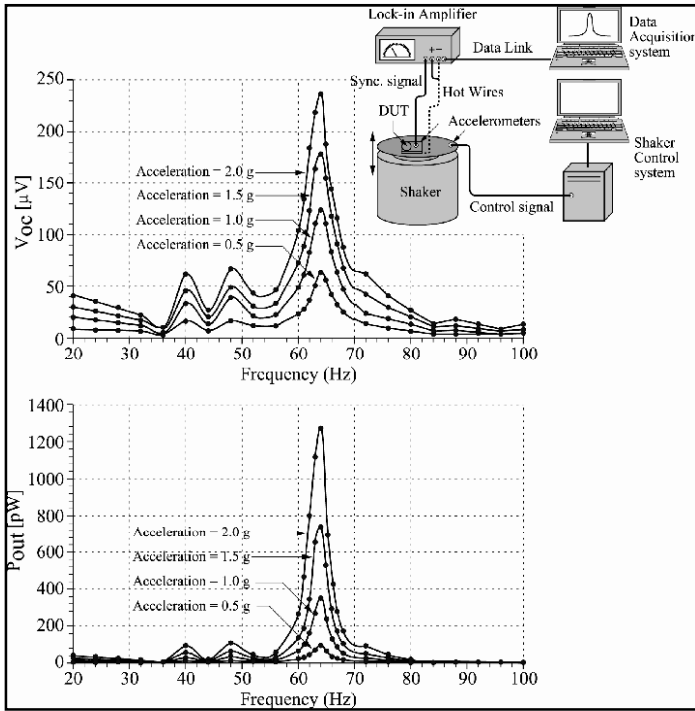 Lock-in Amplifier
Data
Acquisition
system
Data Link
+ −
Sync. signal
Hot Wires
DUT
Accelerometers
Shaker
Shaker
Control
system
Control signal
250
200
150
100
50
0
Voc [µV]
Acceleration = 2.0 g
Acceleration = 1.5 g
Acceleration = 1.0 g
Acceleration = 0.5 g
20 30 40 50 60 70 80 90 100
Frequency (Hz)
1400
1200
1000
800
600
400
200
0
Pout [pW]
Acceleration = 2.0 g
Acceleration = 1.5 g
Acceleration = 1.0 g
Acceleration = 0.5 g
20 30 40 50 60 70 80 90 100
Frequency (Hz)